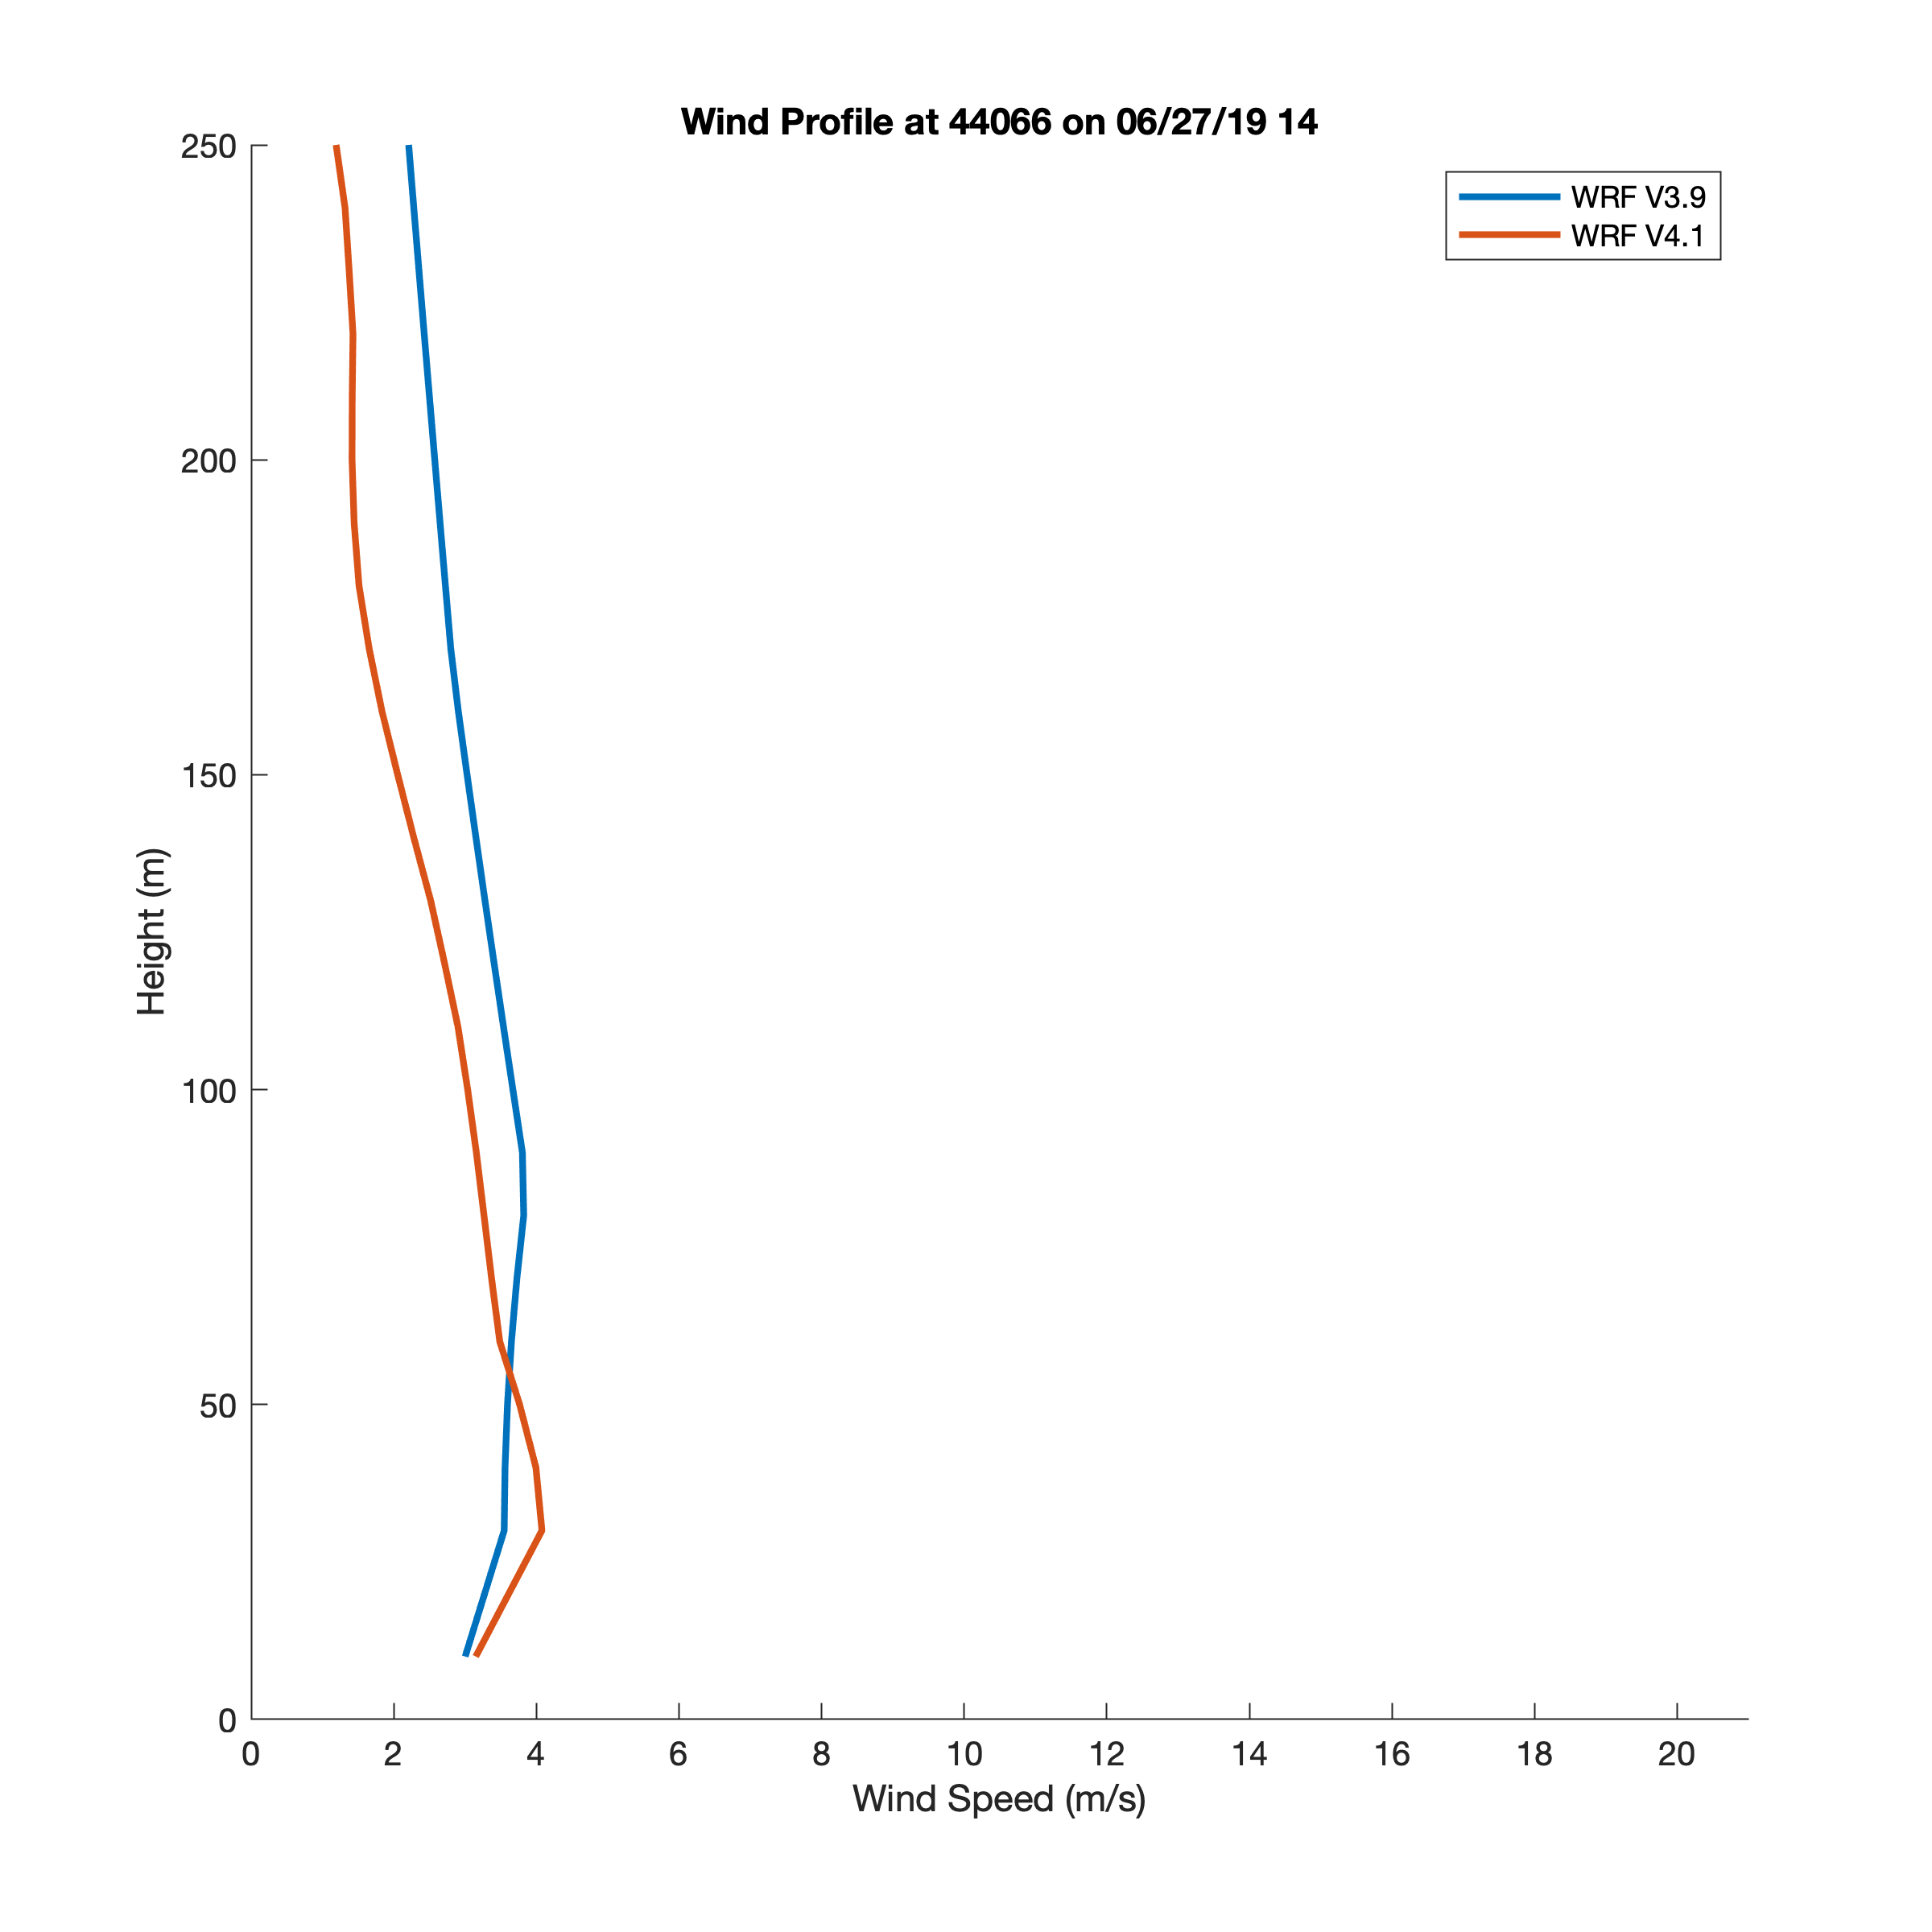 Wind Profile at 44066 on 06/27/19 14
WRF V3.9
WRF V4.1
250
200
150
100
50
0
Height (m)
0 2 4 6 8 10 12 14 16 18 20
Wind Speed (m/s)